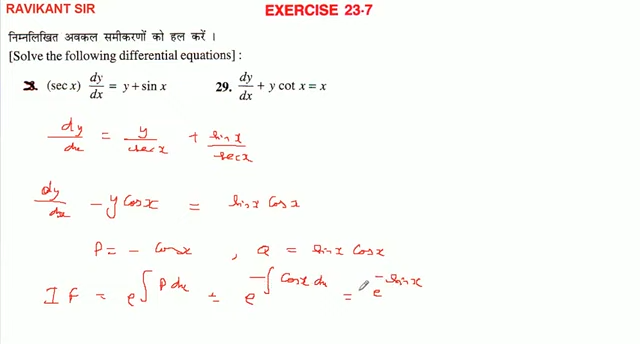 RAVIKANT SIR
EXERCISE 23·7
निम्नलिखित अवकल समीकरणों को हल करें ।
[Solve the following differential equations] :
28. (sec x) dy/dx = y + sin x 29. dy/dx + y cot x = x
dy/dx = y/sec x + sin x/sec x
dy/dx - y cos x = sin x cos x
P = - cos x , Q = sin x cos x
I F = e^∫P dx = e^-∫cos x dx = e^-sin x